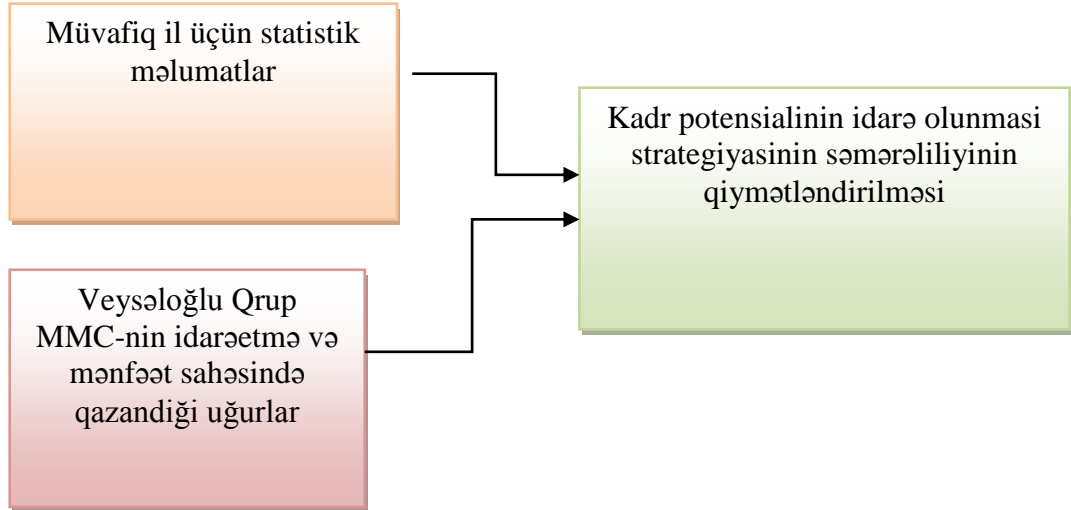 Müvafiq il üçün statistik
məlumatlar
Kadr potensialinin idarə olunmasi
strategiyasinin səmərəliliyinin
qiymətləndirilməsi
Veysəloğlu Qrup
MMC-nin idarəetmə və
mənfəət sahəsində
qazandiği uğurlar